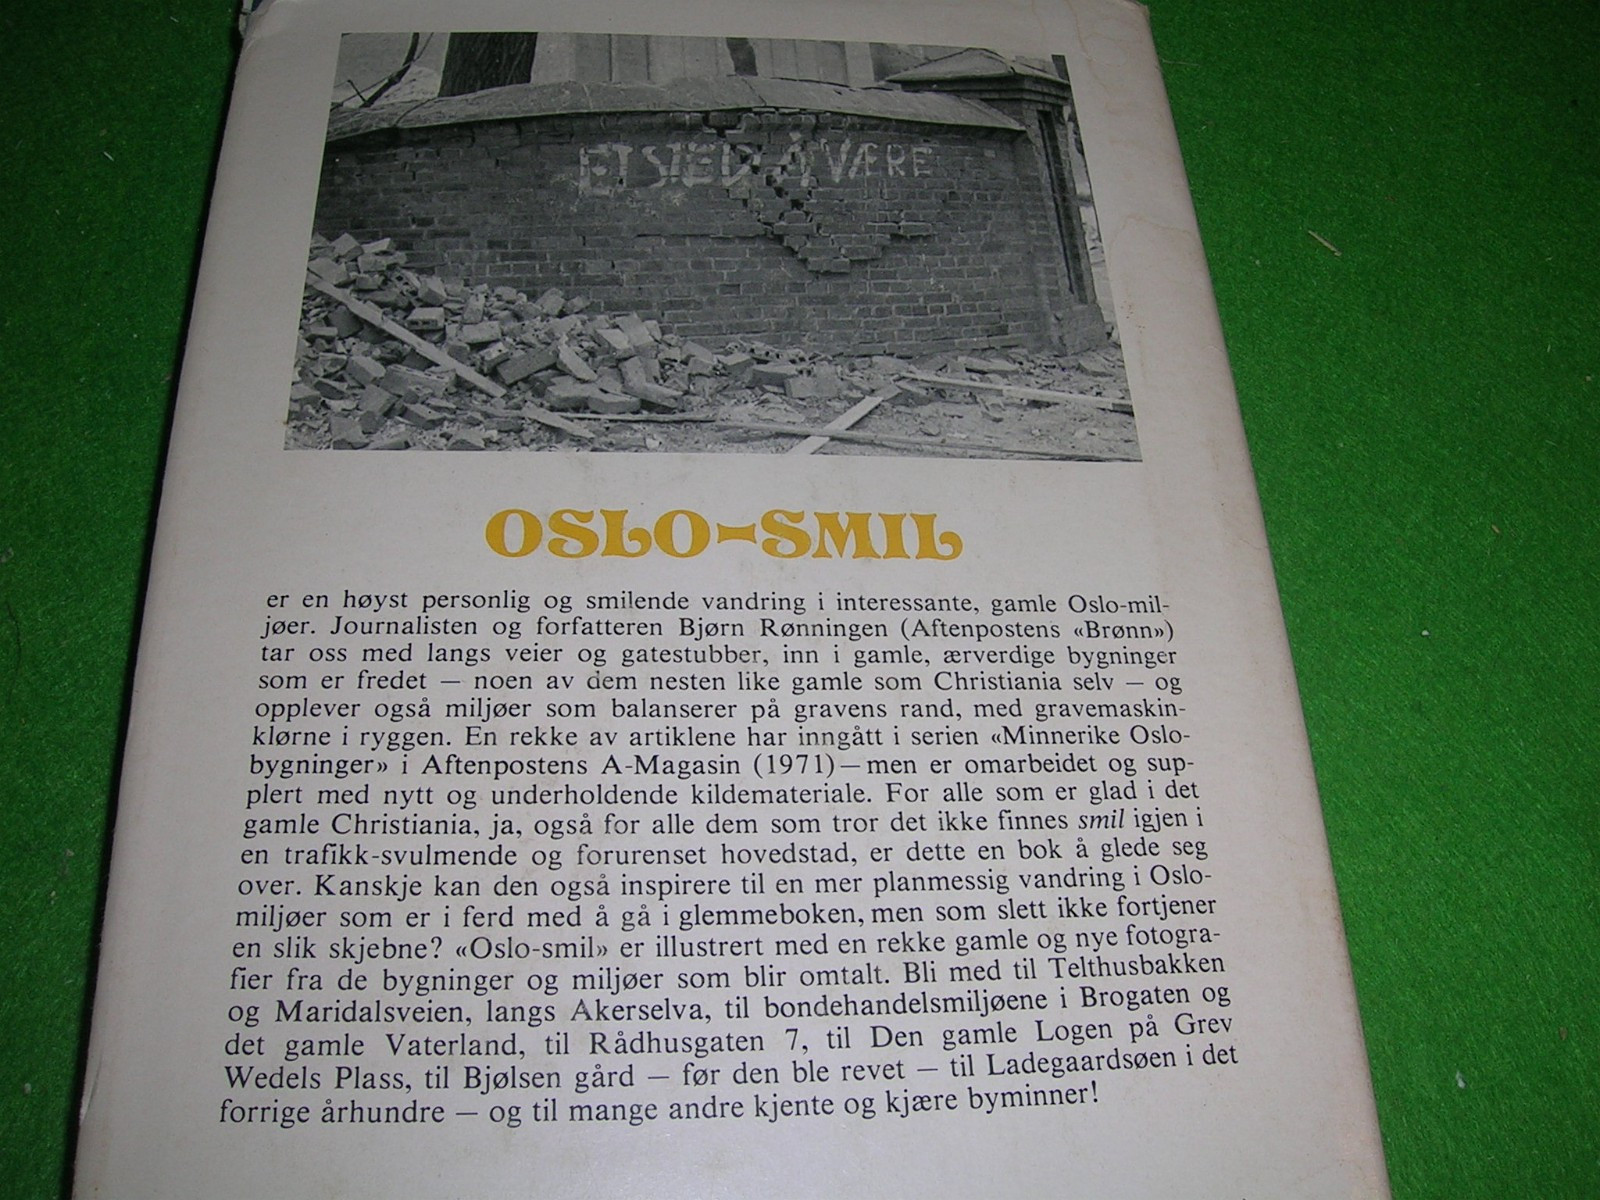 ET STED Å VÆRE
OSLO-SMIL
er en høyst personlig og smilende vandring i interessante, gamle Oslo-mil-
jøer. Journalisten og forfatteren Bjørn Rønningen (Aftenpostens «Brønn»)
tar oss med langs veier og gatestubber, inn i gamle, ærverdige bygninger
som er fredet — noen av dem nesten like gamle som Christiania selv — og
opplever også miljøer som balanserer på gravens rand, med gravemaskin-
klørne i ryggen. En rekke av artiklene har inngått i serien «Minnerike Oslo-
bygninger» i Aftenpostens A-Magasin (1971) — men er omarbeidet og sup-
plert med nytt og underholdende kildemateriale. For alle som er glad i det
gamle Christiania, ja, også for alle dem som tror det ikke finnes smil igjen i
en trafikk-svulmende og forurenset hovedstad, er dette en bok å glede seg
over. Kanskje kan den også inspirere til en mer planmessig vandring i Oslo-
miljøer som er i ferd med å gå i glemmeboken, men som slett ikke fortjener
en slik skjebne? «Oslo-smil» er illustrert med en rekke gamle og nye fotogra-
fier fra de bygninger og miljøer som blir omtalt. Bli med til Telthusbakken
og Maridalsveien, langs Akerselva, til bondehandelsmiljøene i Brogaten og
det gamle Vaterland, til Rådhusgaten 7, til Den gamle Logen på Grev
Wedels Plass, til Bjølsen gård — før den ble revet — til Ladegaardsøen i det
forrige århundre — og til mange andre kjente og kjære byminner!